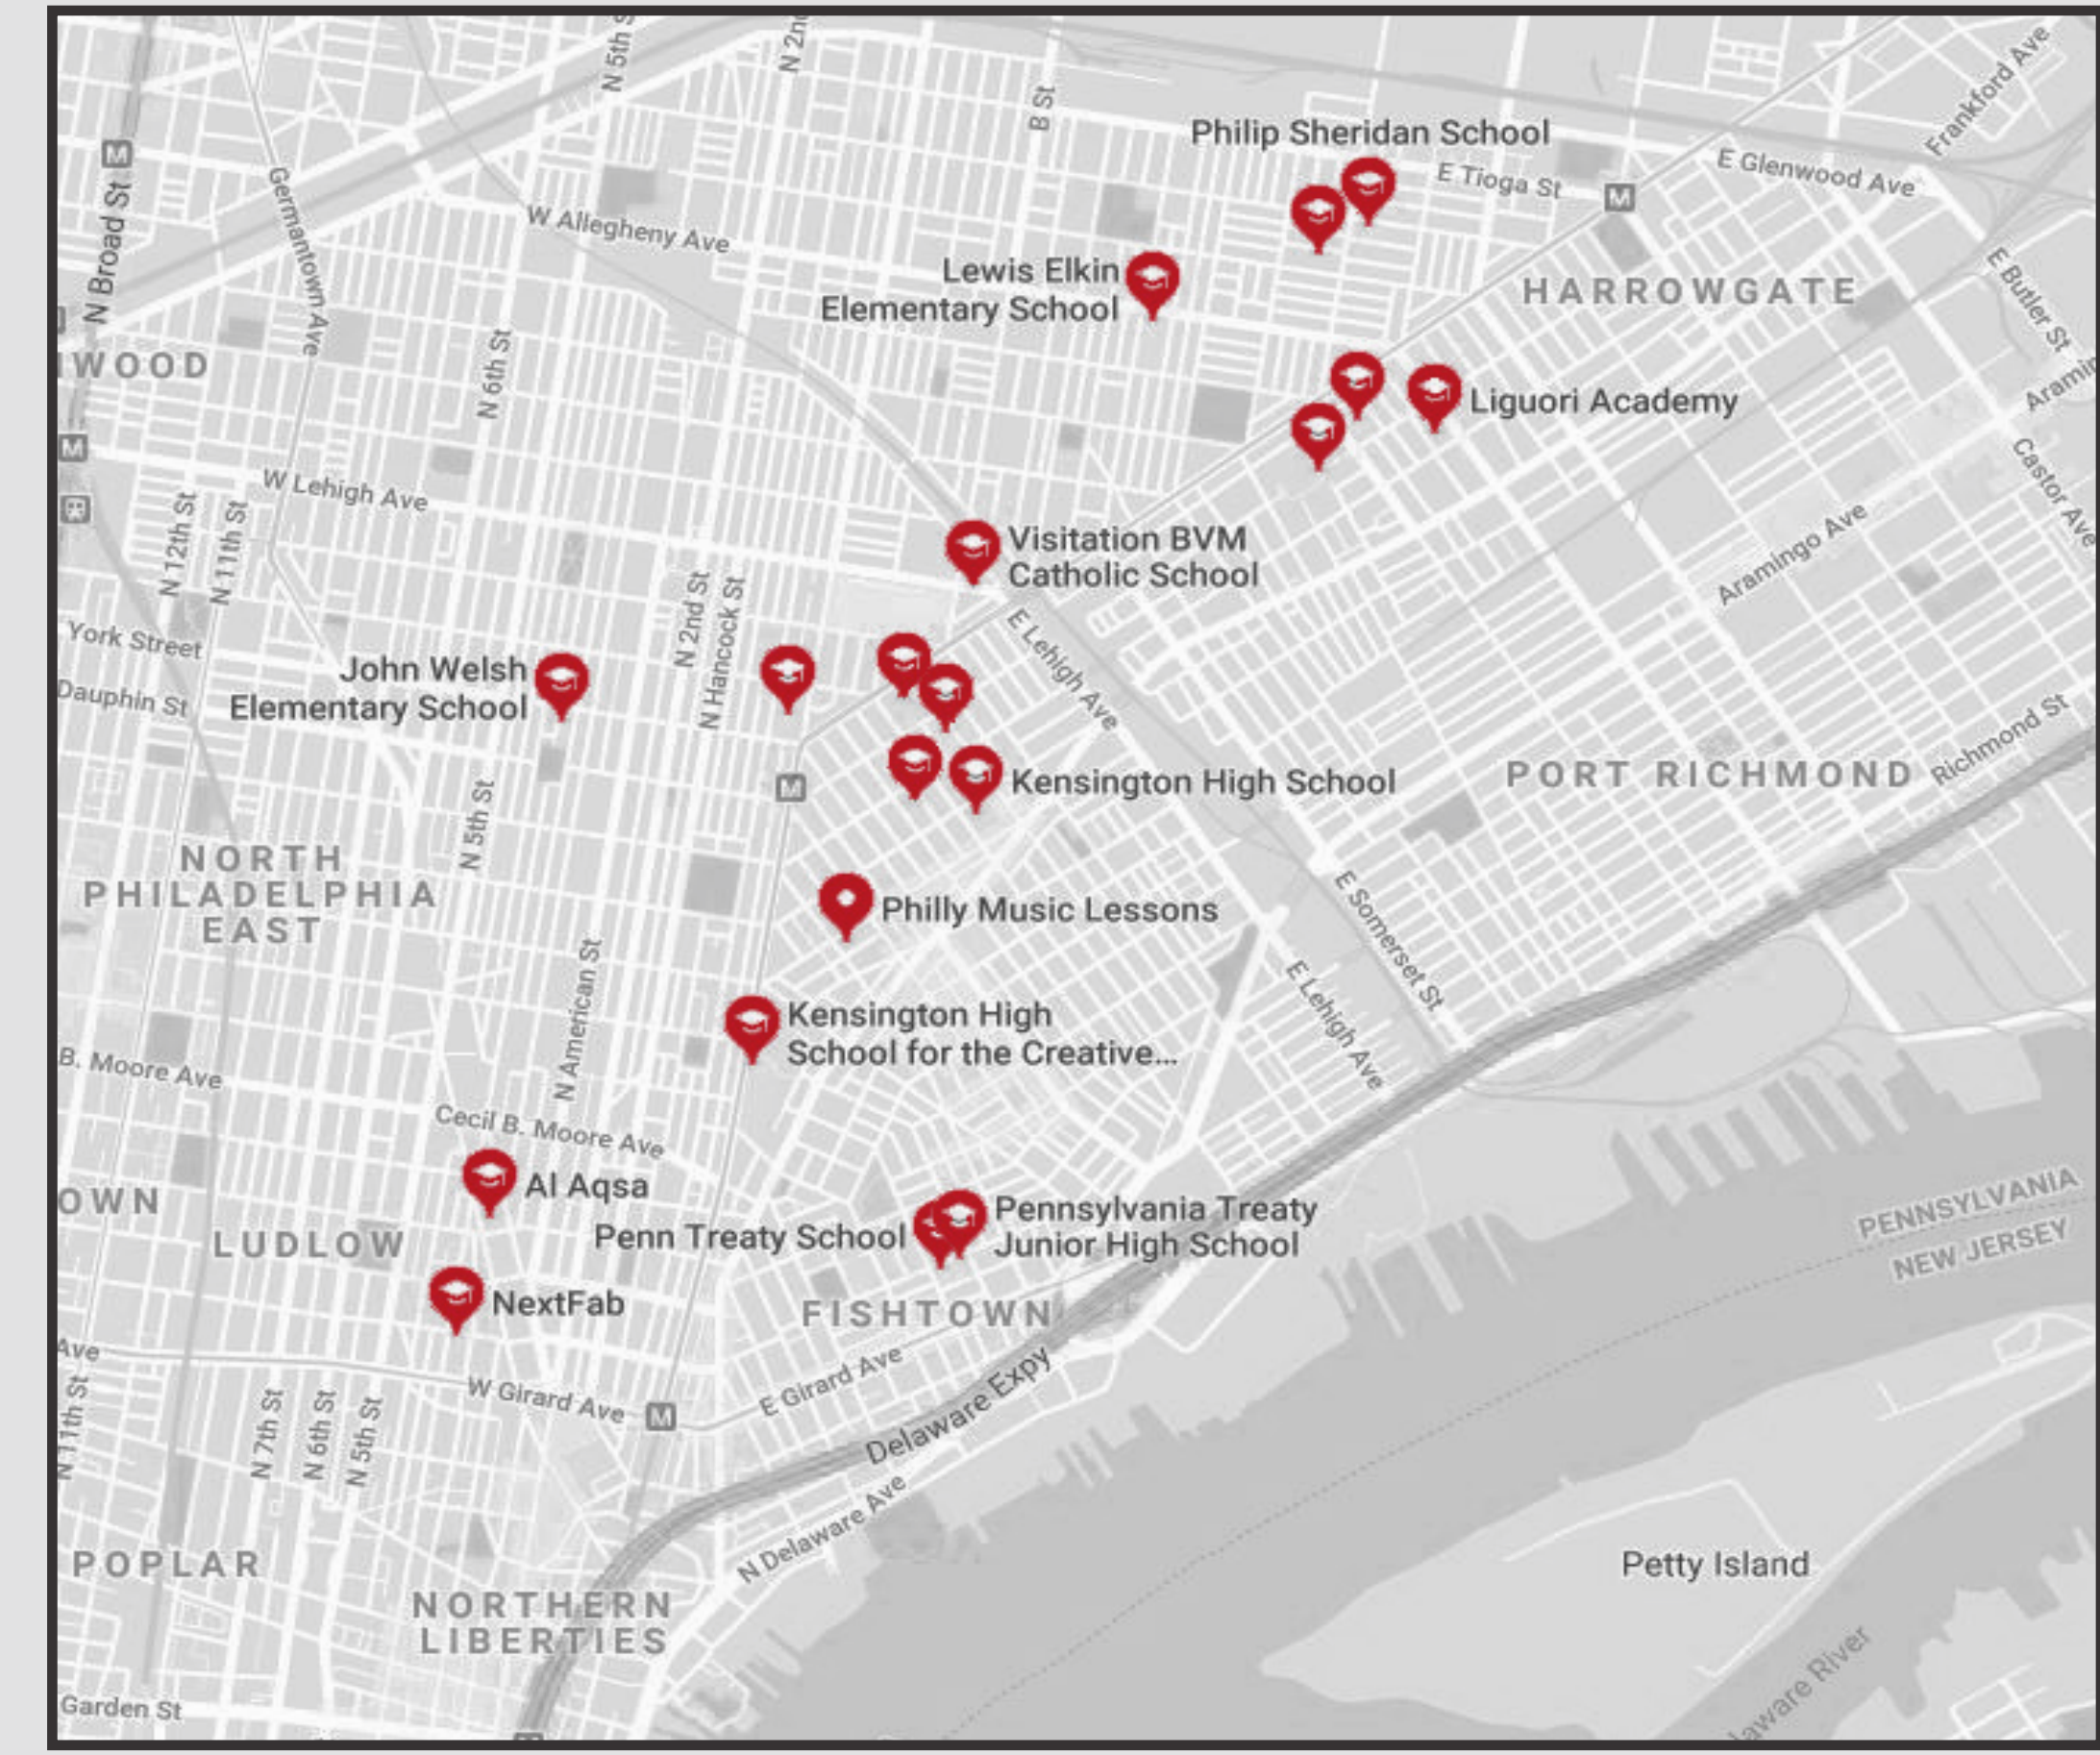 N 5th S
N 2nd
B St
Frankford Ave
Philip Sheridan School
M
E Tioga St
M
E Glenwood Ave
Germantown Ave
N Broad St
W Allegheny Ave
Lewis Elkin
Elementary School
HARROWGATE
E Butler St
WOOD
N 6th St
Liguori Academy
Aramin
M
W Lehigh Ave
N 12th St
N 11th St
Castor Ave
Visitation BVM
Catholic School
Aramingo Ave
N 2nd St
N Hancock St
E Lehigh Ave
York Street
Dauphin St
John Welsh
Elementary School
M
Kensington High School
PORT RICHMOND
Richmond St
N 5th St
NORTH
PHILADELPHIA
EAST
Philly Music Lessons
E Somerset St
N American St
E Lehigh Ave
Kensington High
School for the Creative...
B. Moore Ave
Cecil B. Moore Ave
Al Aqsa
OWN
LUDLOW
Penn Treaty School
Pennsylvania Treaty
Junior High School
PENNSYLVANIA
NEW JERSEY
NextFab
FISHTOWN
Ave
W Girard Ave
M
E Girard Ave
Delaware Expy
N 11th St
N 7th St
N 6th St
N 5th St
N Delaware Ave
POPLAR
NORTHERN
LIBERTIES
Petty Island
laware River
Garden St